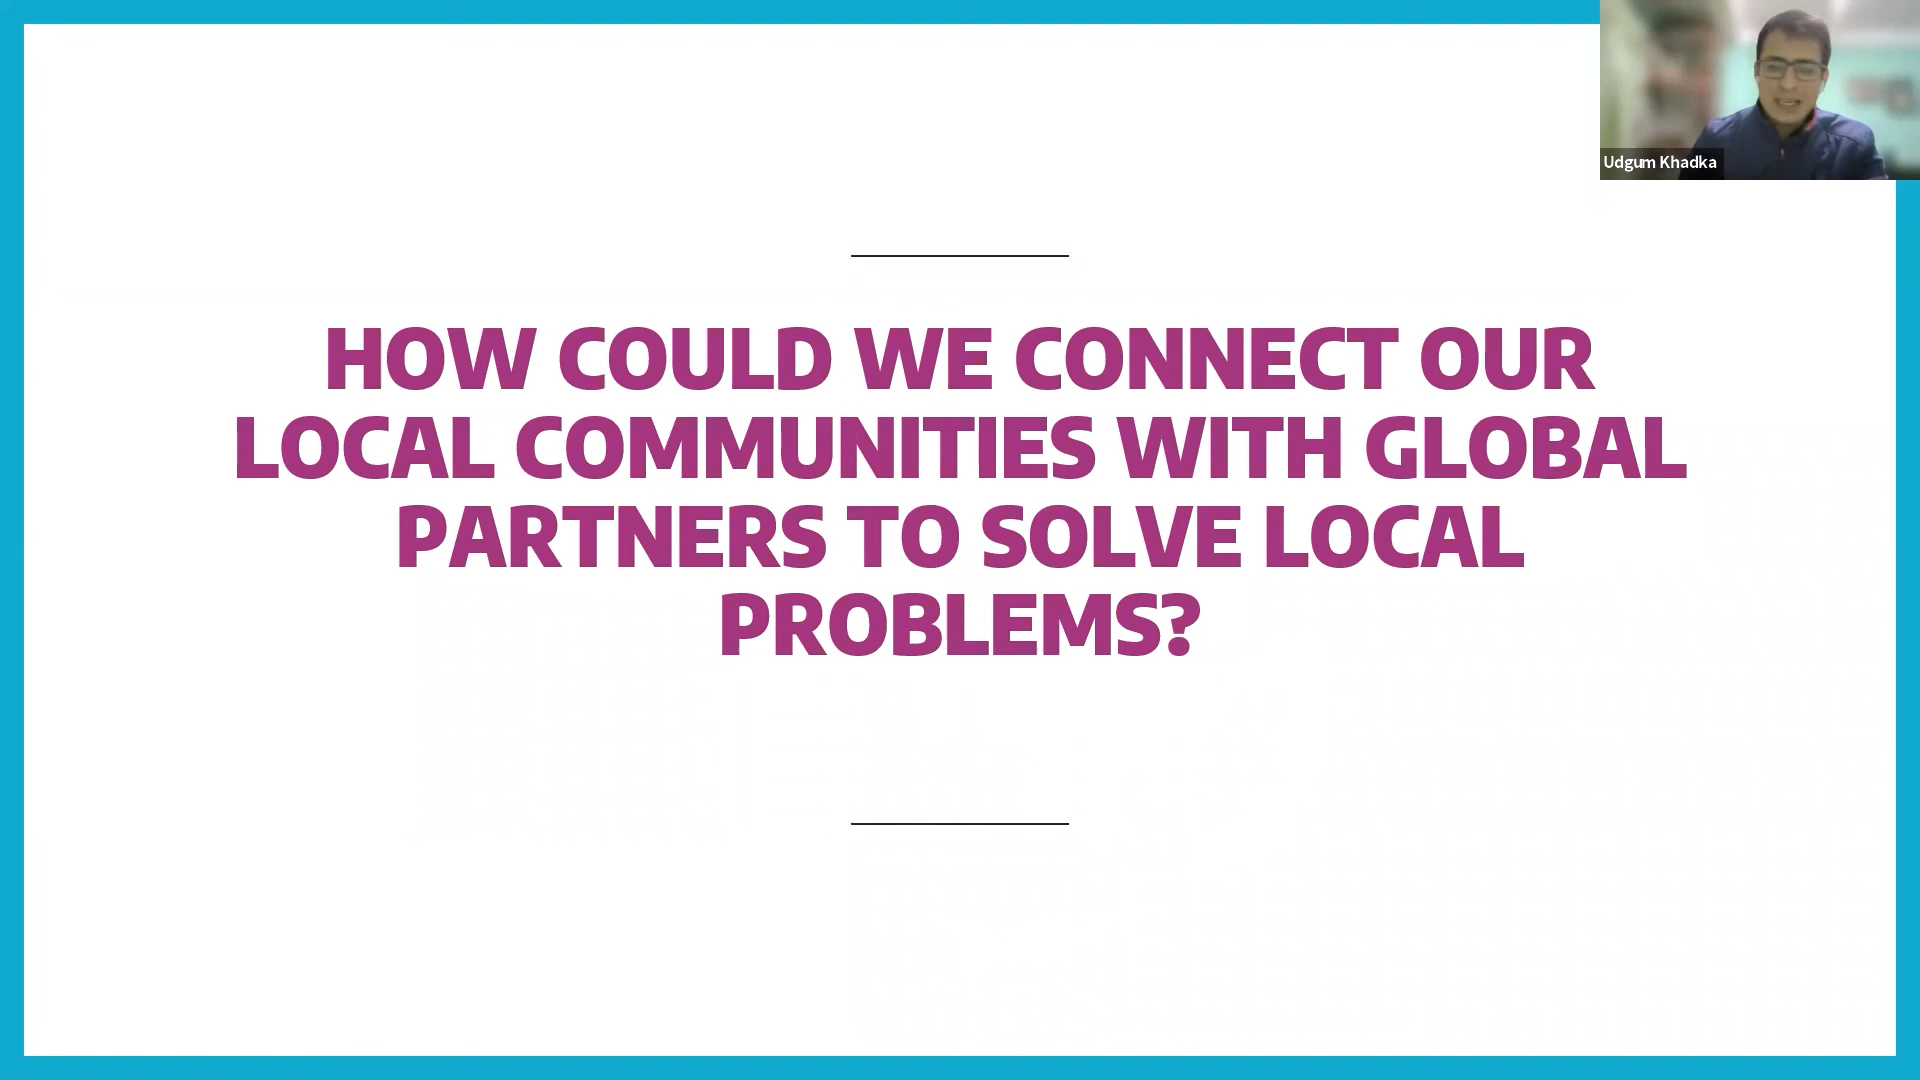 Udgum Khadka
HOW COULD WE CONNECT OUR
LOCAL COMMUNITIES WITH GLOBAL
PARTNERS TO SOLVE LOCAL
PROBLEMS?